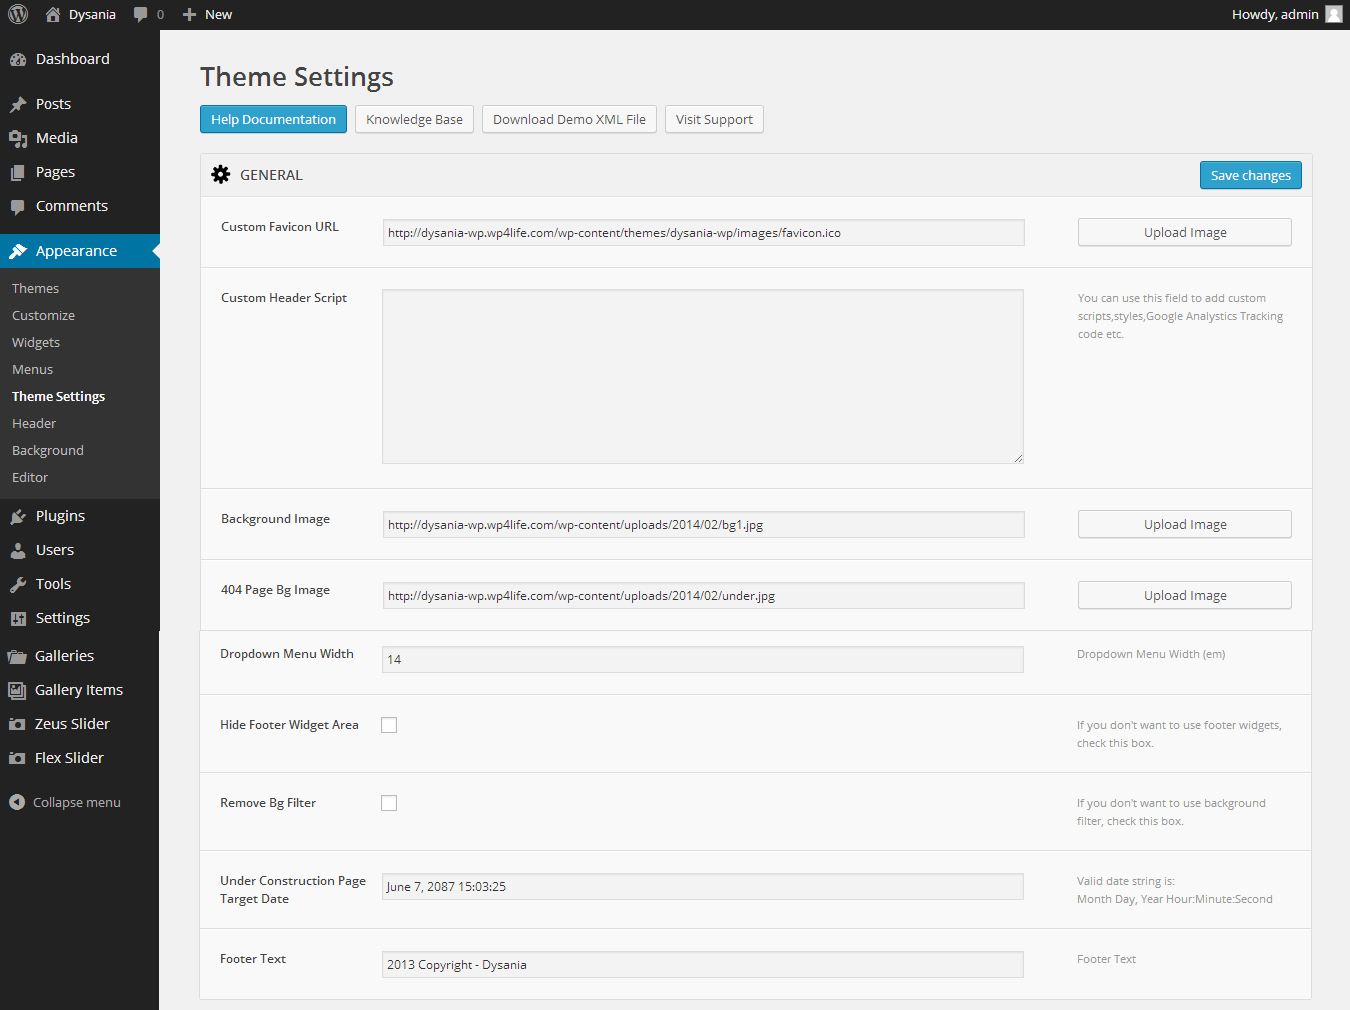 Dysania 0 New Howdy, admin
Dashboard
Posts
Media
Pages
Comments
Appearance
Themes
Customize
Widgets
Menus
Theme Settings
Header
Background
Editor
Plugins
Users
Tools
Settings
Galleries
Gallery Items
Zeus Slider
Flex Slider
Collapse menu
Theme Settings
Help Documentation Knowledge Base Download Demo XML File Visit Support
GENERAL Save changes
Custom Favicon URL http://dysania-wp.wp4life.com/wp-content/themes/dysania-wp/images/favicon.ico Upload Image
Custom Header Script You can use this field to add custom
scripts,styles,Google Analystics Tracking
code etc.
Background Image http://dysania-wp.wp4life.com/wp-content/uploads/2014/02/bg1.jpg Upload Image
404 Page Bg Image http://dysania-wp.wp4life.com/wp-content/uploads/2014/02/under.jpg Upload Image
Dropdown Menu Width 14 Dropdown Menu Width (em)
Hide Footer Widget Area If you don't want to use footer widgets,
check this box.
Remove Bg Filter If you don't want to use background
filter, check this box.
Under Construction Page June 7, 2087 15:03:25 Valid date string is:
Target Date Month Day, Year Hour:Minute:Second
Footer Text 2013 Copyright - Dysania Footer Text